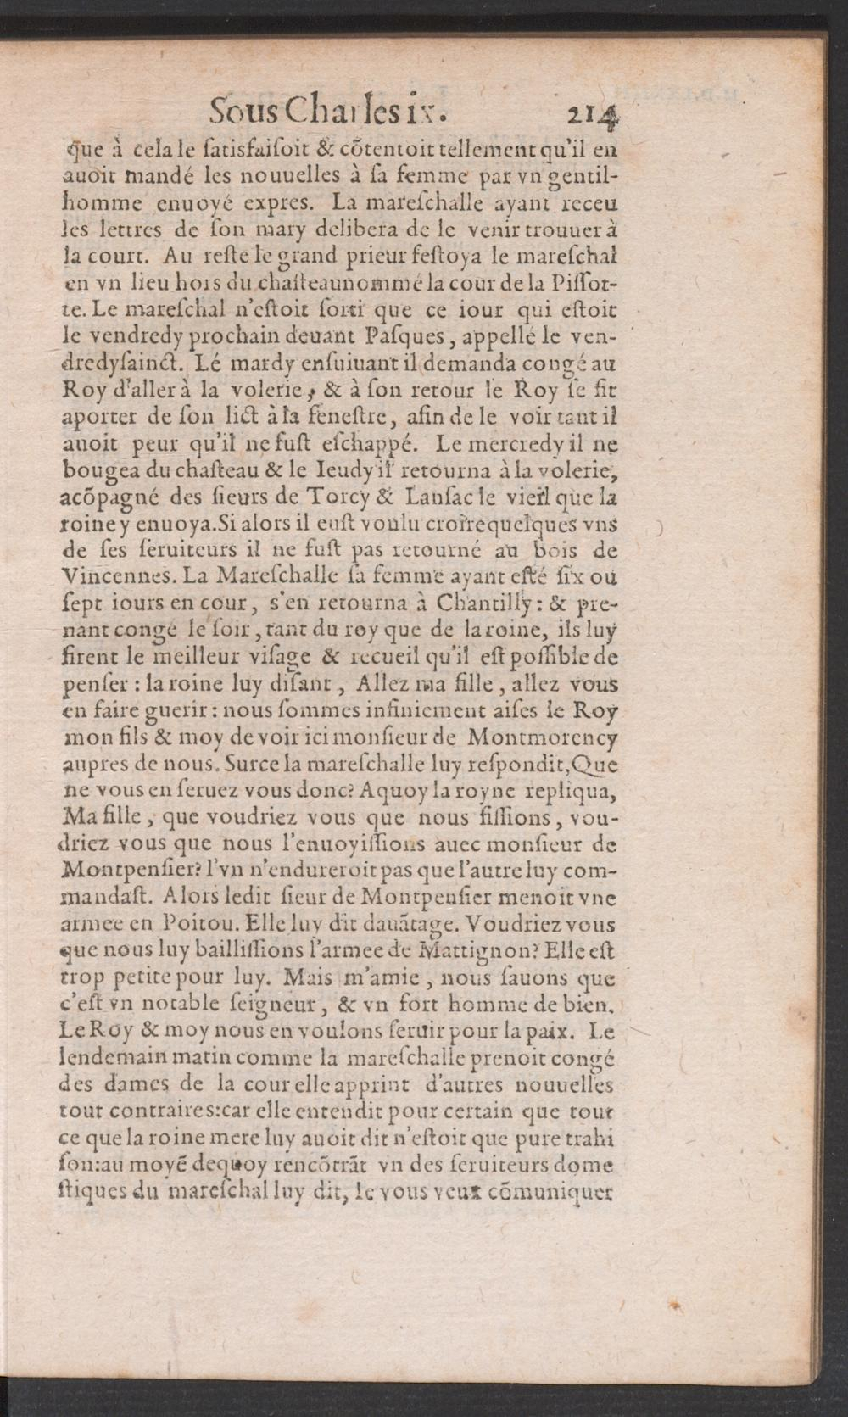 Sous Charles ix. 214
que à cela le ſatisfaiſoit & cõtentoit tellement qu'il en
auoit mandé les nouuelles à ſa femme par vn gentil-
homme enuoyé expres. La mareſchalle ayant receu
les lettres de ſon mary delibera de le venir trouuer à
la court. Au reſte le grand prieur feſtoya le mareſchal
en vn lieu hors du chaſteau nommé la cour de la Piſſot-
te. Le mareſchal n'eſtoit ſorti que ce iour qui eſtoit
le vendredy prochain deuant Paſques, appellé le ven-
dredy ſainct. Lé mardy enſuiuant il demanda congé au
Roy d'aller à la volerie, & à ſon retour le Roy ſe fit
aporter de ſon lict à la feneſtre, afin de le voir tant il
auoit peur qu'il ne fuſt eſchappé. Le mercredy il ne
bougea du chaſteau & le Ieudy il retourna à la volerie,
acõpagné des ſieurs de Torcy & Lanſac le vieil que la
roine y enuoya. Si alors il euſt voulu croire quelques vns
de ſes ſeruiteurs il ne fuſt pas retourné au bois de
Vincennes. La Mareſchalle ſa femme ayant eſté ſix ou
ſept iours en cour, s'en retourna à Chantilly: & pre-
nant congé le ſoir, tant du roy que de la roine, ils luy
firent le meilleur viſage & recueil qu'il eſt poſſible de
penſer: la roine luy diſant, Allez ma fille, allez vous
en faire guerir: nous ſommes infiniement aiſes le Roy
mon fils & moy de voir ici monſieur de Montmorency
aupres de nous. Sur ce la mareſchalle luy reſpondit, Que
ne vous en ſeruez vous donc? A quoy la royne repliqua,
Ma fille, que voudriez vous que nous fiſſions, vou-
driez vous que nous l'enuoyiſſions auec monſieur de
Montpenſier? l'vn n'endureroit pas que l'autre luy com-
mandaſt. Alors ledit ſieur de Montpenſier menoit vne
armee en Poitou. Elle luy dit dauãtage. Voudriez vous
que nous luy bailliſſions l'armee de Mattignon? Elle eſt
trop petite pour luy. Mais m'amie, nous ſauons que
c'eſt vn notable ſeigneur, & vn fort homme de bien.
Le Roy & moy nous en voulons ſeruir pour la paix. Le
lendemain matin comme la mareſchalle prenoit congé
des dames de la cour elle apprint d'autres nouuelles
tout contraires: car elle entendit pour certain que tout
ce que la roine mere luy auoit dit n'eſtoit que pure trahi
ſon: au moyẽ dequoy rencõtrãt vn des ſeruiteurs dome
ſtiques du mareſchal luy dit, Ie vous veux cõmuniquer